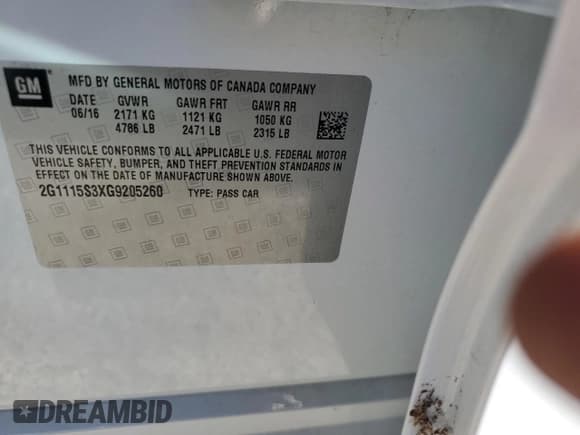 GM
MFD BY GENERAL MOTORS OF CANADA COMPANY
DATE GVWR GAWR FRT GAWR RR
06/16 2171 KG 1121 KG 1050 KG
4786 LB 2471 LB 2315 LB
THIS VEHICLE CONFORMS TO ALL APPLICABLE U.S. FEDERAL MOTOR
VEHICLE SAFETY, BUMPER, AND THEFT PREVENTION STANDARDS IN
EFFECT ON THE DATE OF MANUFACTURE SHOWN ABOVE.
2G1115S3XG9205260 TYPE: PASS CAR
DREAMBID